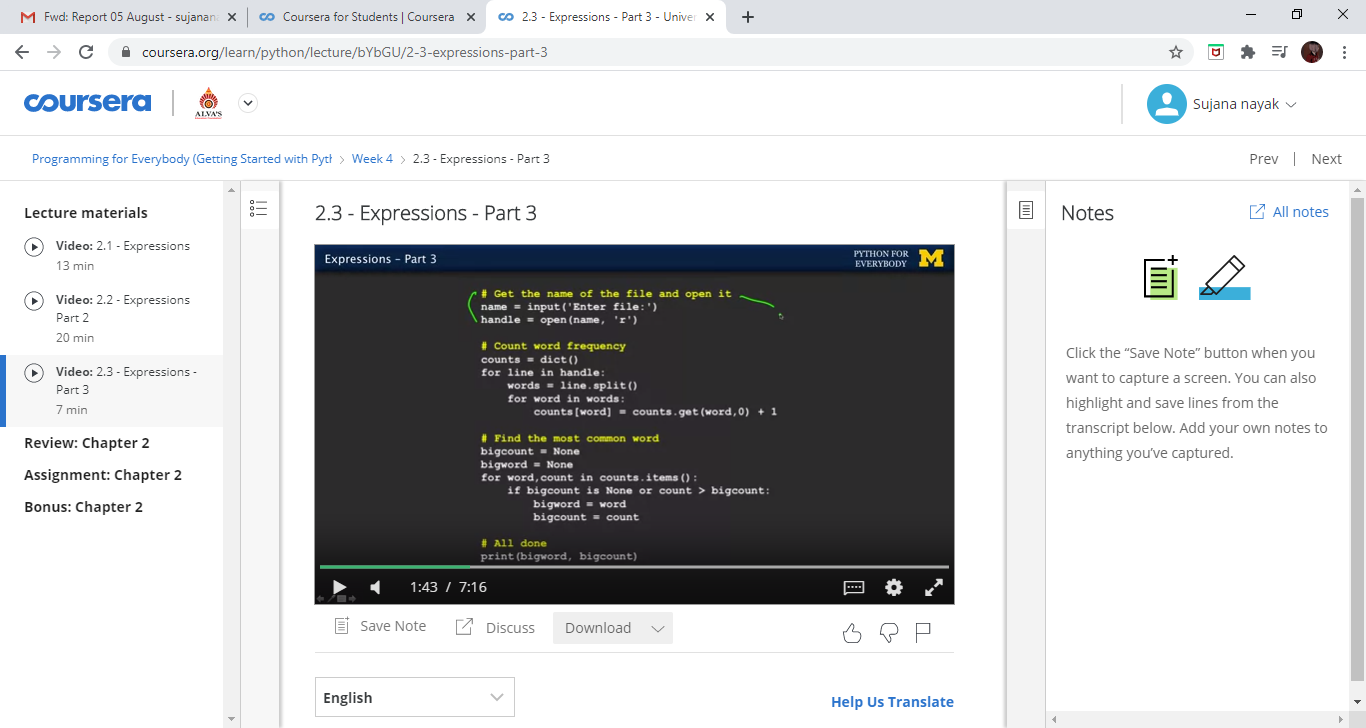 Fwd: Report 05 August - sujanana
Coursera for Students | Coursera
2.3 - Expressions - Part 3 - Univer
coursera.org/learn/python/lecture/bYbGU/2-3-expressions-part-3
coursera
ALVA'S
Sujana nayak
Programming for Everybody (Getting Started with Pyth
Week 4
2.3 - Expressions - Part 3
Prev | Next
Lecture materials
Video: 2.1 - Expressions
13 min
Video: 2.2 - Expressions
Part 2
20 min
Video: 2.3 - Expressions -
Part 3
7 min
Review: Chapter 2
Assignment: Chapter 2
Bonus: Chapter 2
2.3 - Expressions - Part 3
Expressions - Part 3
PYTHON FOR
EVERYBODY
M
# Get the name of the file and open it
name = input('Enter file:')
handle = open(name, 'r')
# Count word frequency
counts = dict()
for line in handle:
words = line.split()
for word in words:
counts[word] = counts.get(word,0) + 1
# Find the most common word
bigcount = None
bigword = None
for word,count in counts.items():
if bigcount is None or count > bigcount:
bigword = word
bigcount = count
# All done
print(bigword, bigcount)
1:43 / 7:16
Save Note
Discuss
Download
English
Help Us Translate
Notes
All notes
Click the “Save Note” button when you
want to capture a screen. You can also
highlight and save lines from the
transcript below. Add your own notes to
anything you’ve captured.